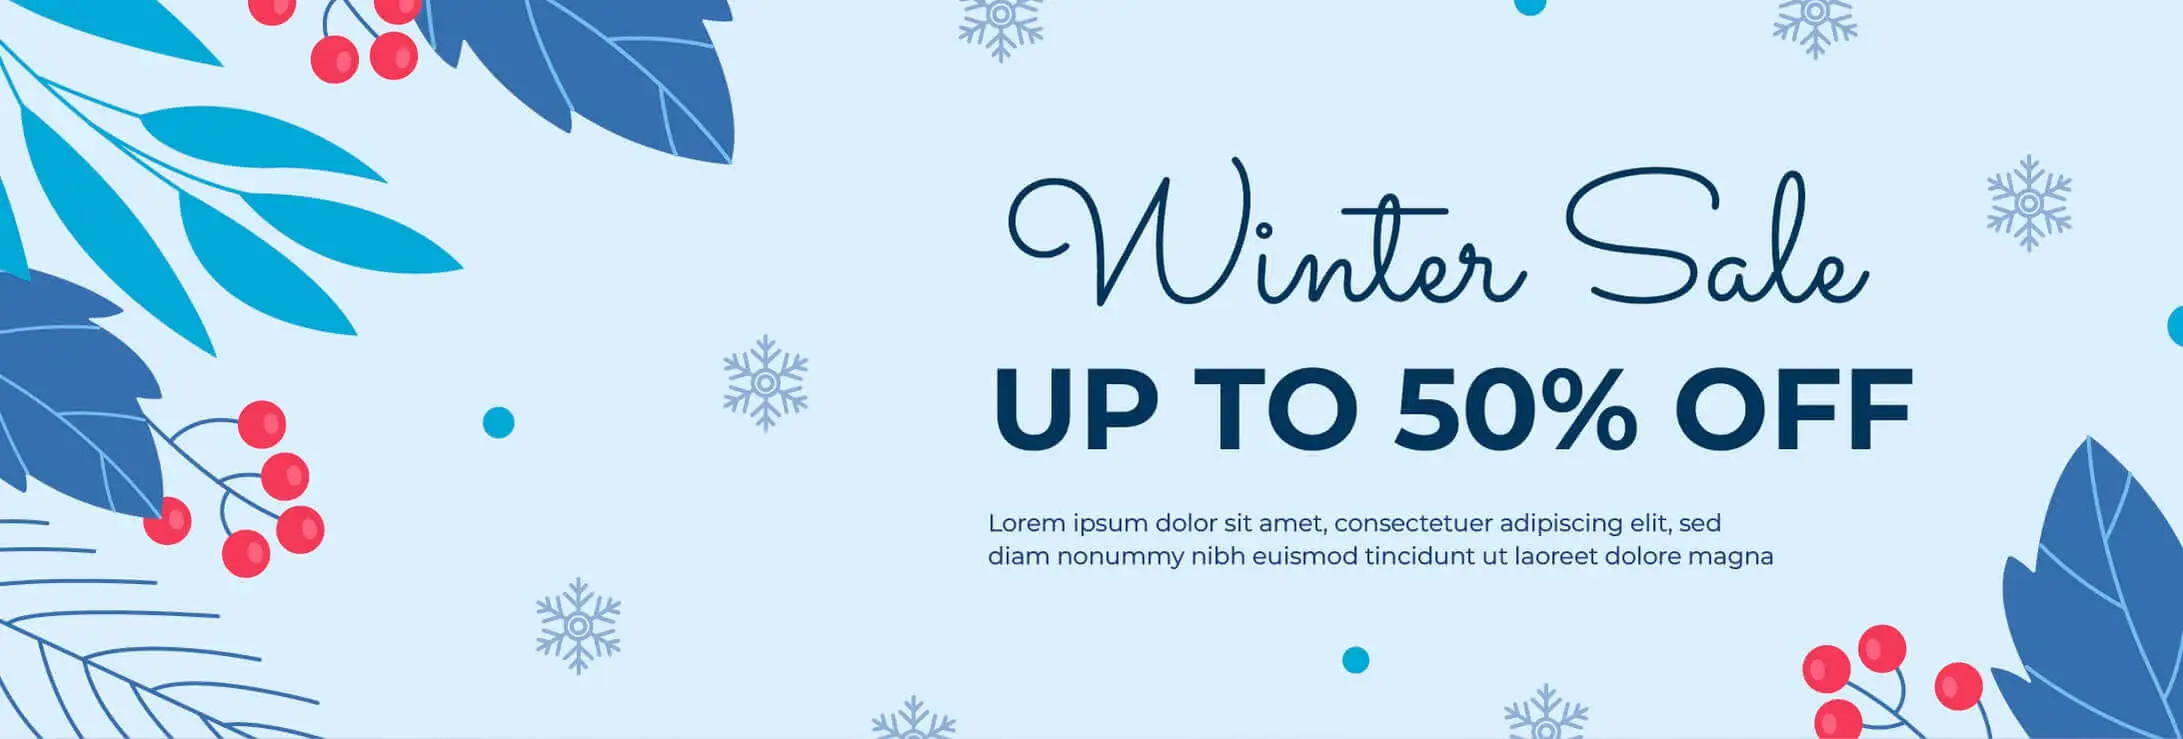 Winter Sale
UP TO 50% OFF
Lorem ipsum dolor sit amet, consectetuer adipiscing elit, sed
diam nonummy nibh euismod tincidunt ut laoreet dolore magna